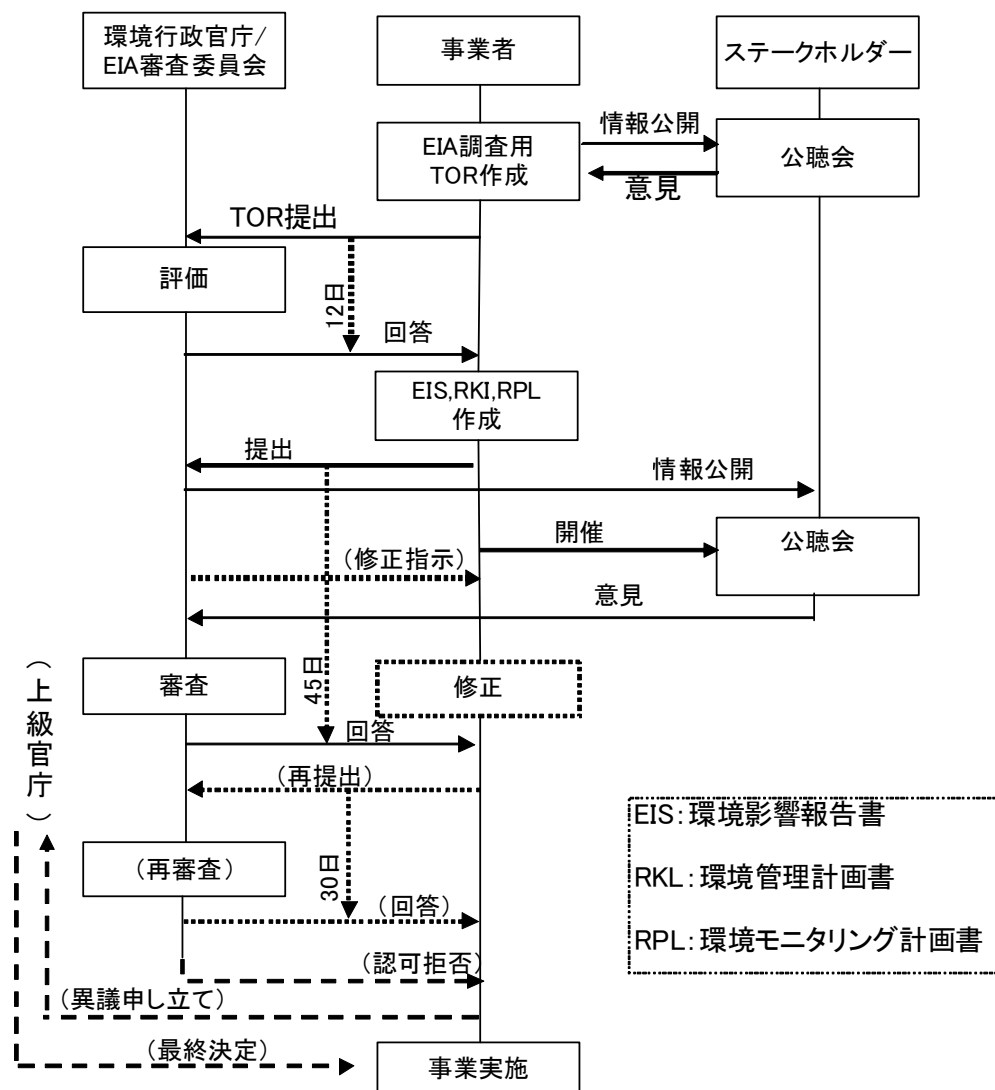 環境行政官庁/
EIA審査委員会
事業者
ステークホルダー
EIA調査用
TOR作成
情報公開
意見
公聴会
TOR提出
評価
12日
回答
EIS,RKI,RPL
作成
提出
情報公開
開催
公聴会
(修正指示)
意見
審査
45日
修正
回答
(再提出)
(上級官庁)
(再審査)
30日
(回答)
(認可拒否)
(異議申し立て)
(最終決定)
事業実施
EIS:環境影響報告書
RKL:環境管理計画書
RPL:環境モニタリング計画書